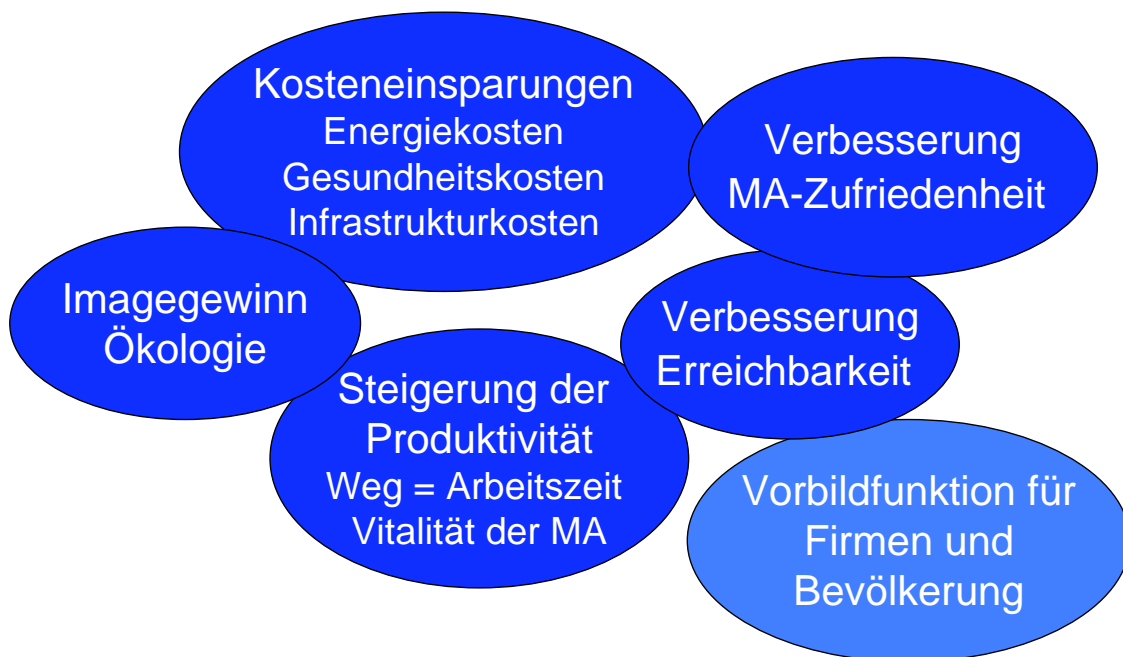 Kosteneinsparungen
Energiekosten
Gesundheitskosten
Infrastrukturkosten
Verbesserung
MA-Zufriedenheit
Imagegewinn
Ökologie
Verbesserung
Erreichbarkeit
Steigerung der
Produktivität
Weg = Arbeitszeit
Vitalität der MA
Vorbildfunktion für
Firmen und
Bevölkerung